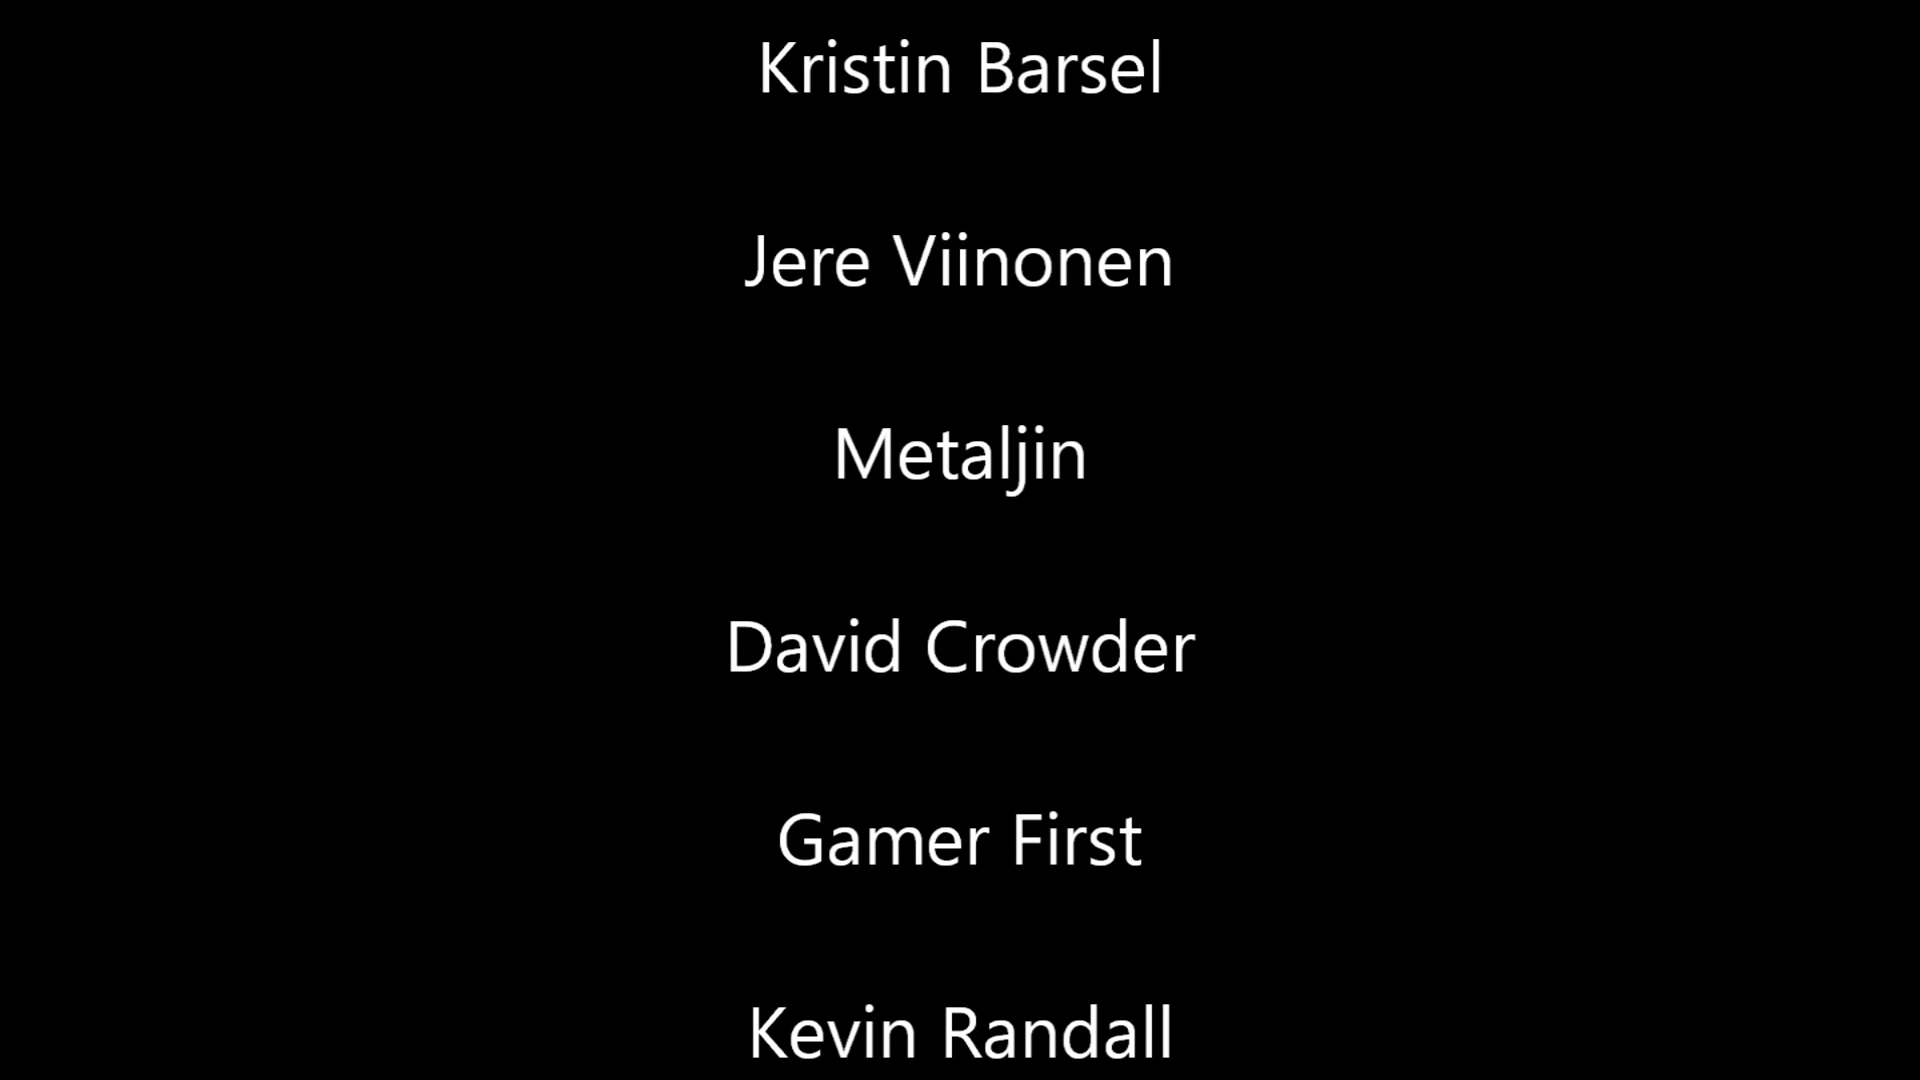 Kristin Barsel
Jere Viinonen
Metaljin
David Crowder
Gamer First
Kevin Randall